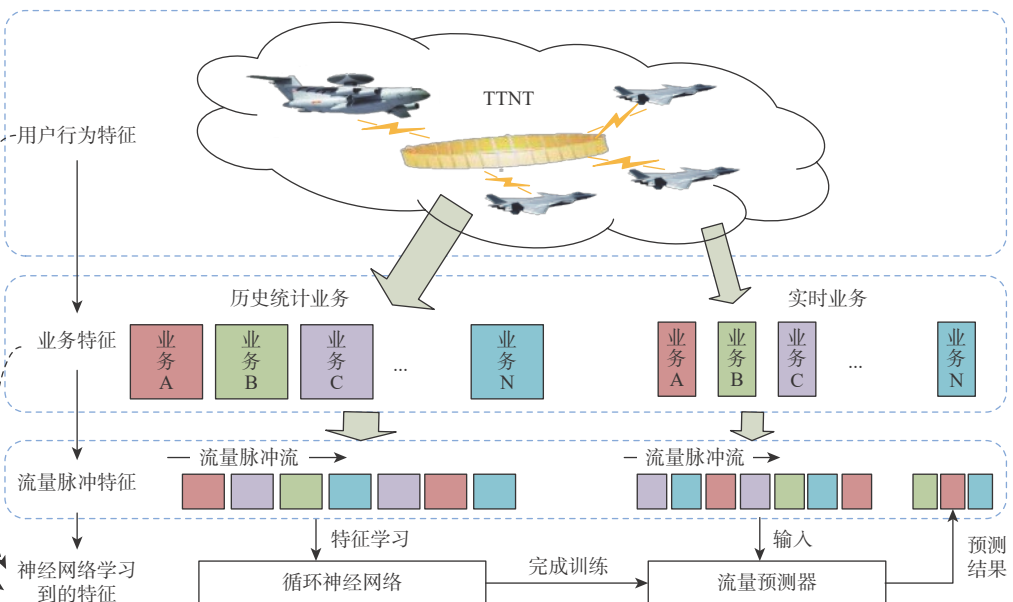 TTNT
用户行为特征
历史统计业务
实时业务
业务特征
业
务
A
业
务
B
业
务
C
...
业
务
N
业
务
A
业
务
B
业
务
C
...
业
务
N
流量脉冲流
流量脉冲流
流量脉冲特征
特征学习
输入
预测
结果
神经网络学习
到的特征
循环神经网络
完成训练
流量预测器